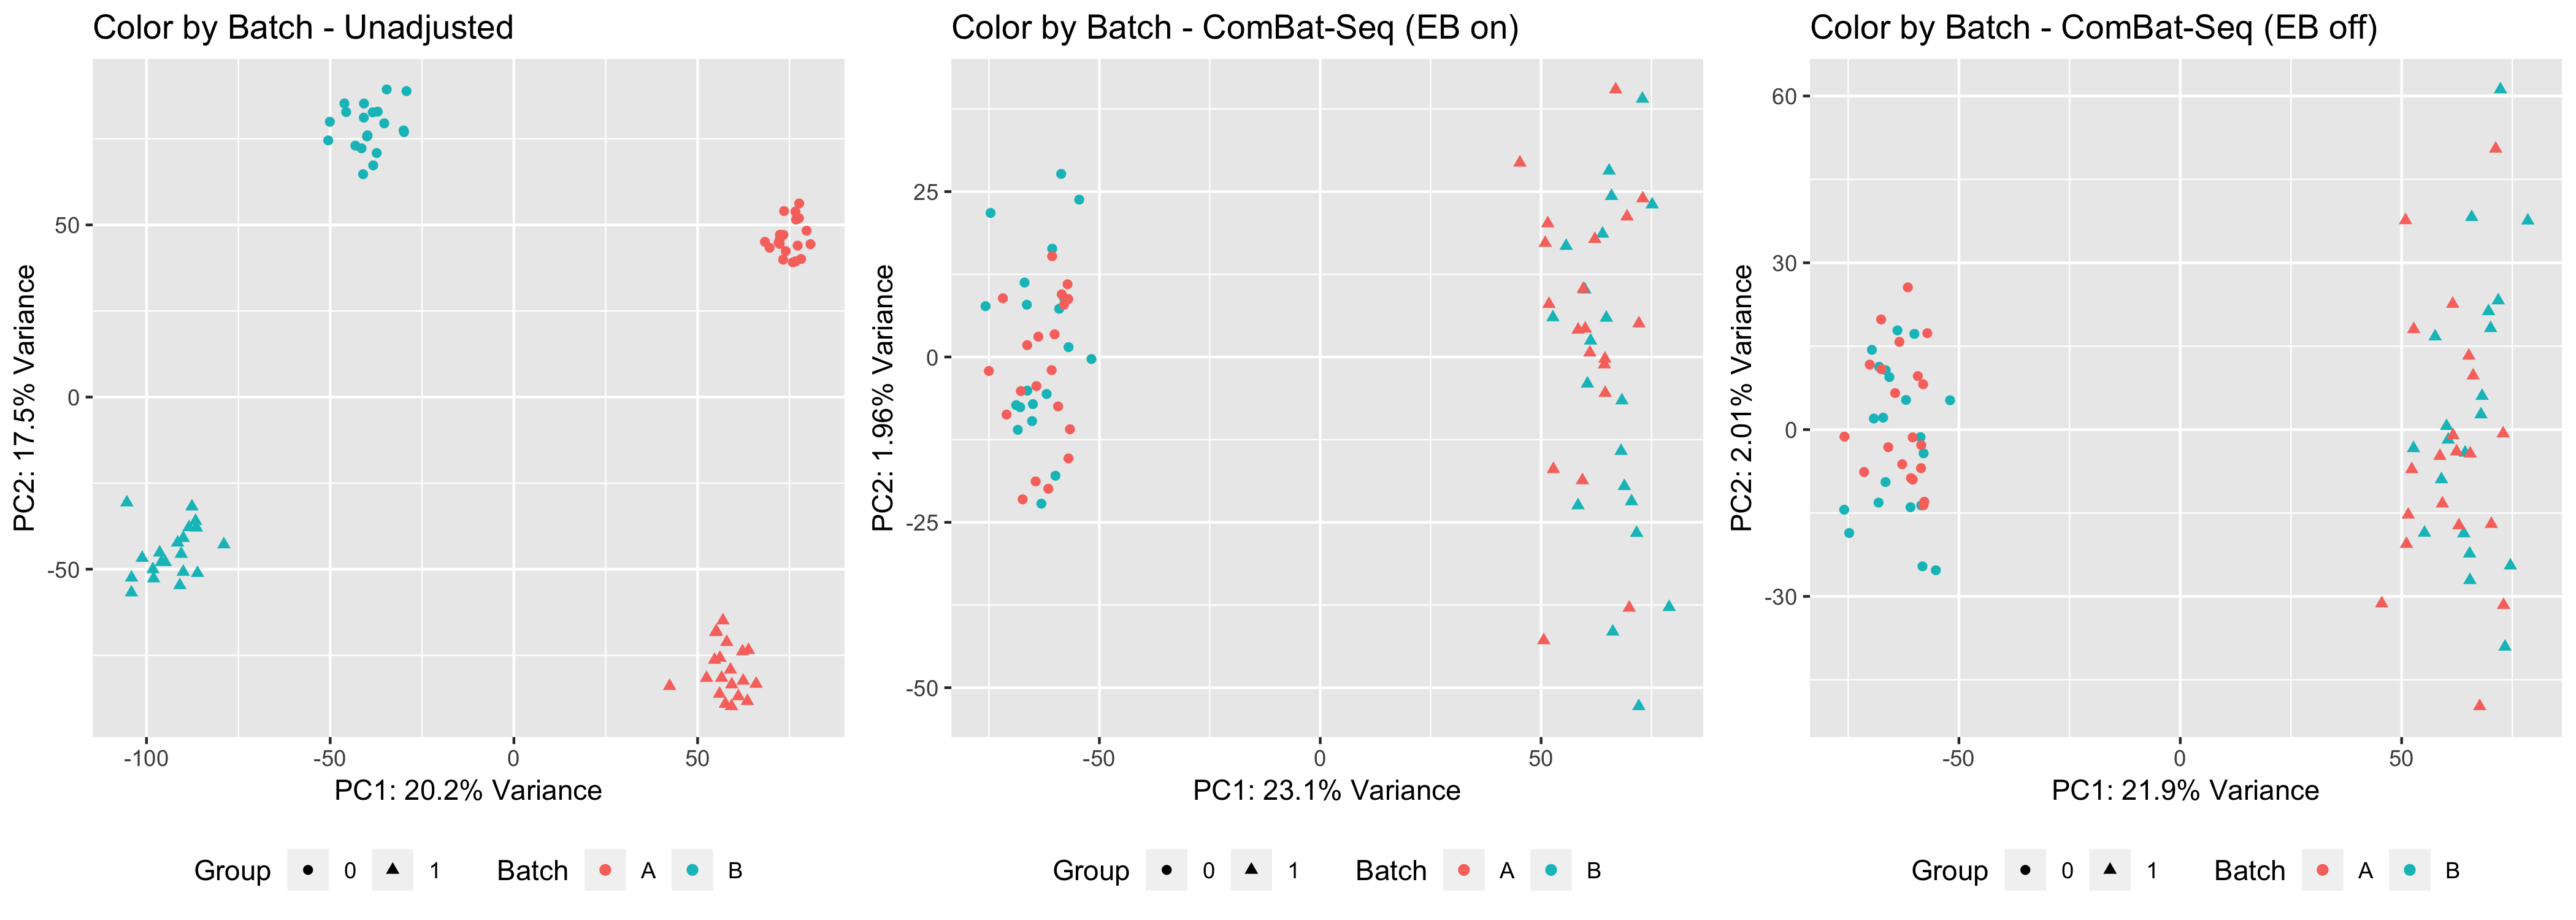 Color by Batch - Unadjusted
50
0
-50
PC2: 17.5% Variance
-100 -50 0 50
PC1: 20.2% Variance
Group 0 1 Batch A B
Color by Batch - ComBat-Seq (EB on)
25
0
-25
-50
PC2: 1.96% Variance
-50 0 50
PC1: 23.1% Variance
Group 0 1 Batch A B
Color by Batch - ComBat-Seq (EB off)
60
30
0
-30
PC2: 2.01% Variance
-50 0 50
PC1: 21.9% Variance
Group 0 1 Batch A B